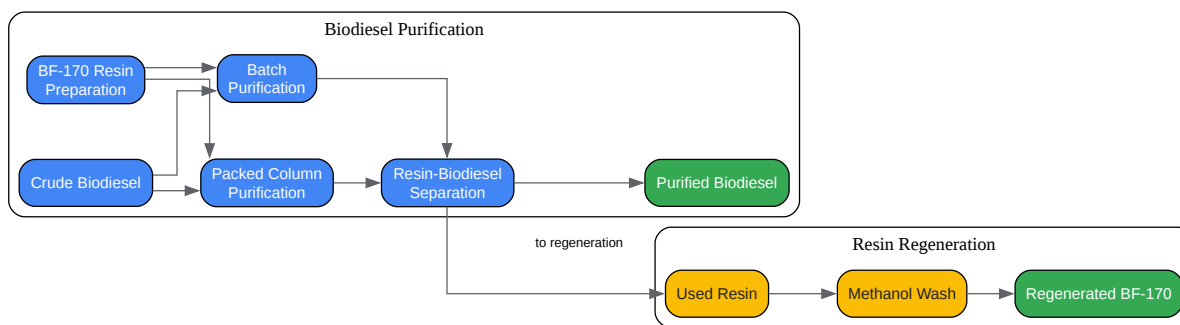 Biodiesel Purification
BF-170 Resin
Preparation
Batch
Purification
Crude Biodiesel
Packed Column
Purification
Resin-Biodiesel
Separation
Purified Biodiesel
to regeneration
Resin Regeneration
Used Resin
Methanol Wash
Regenerated BF-170